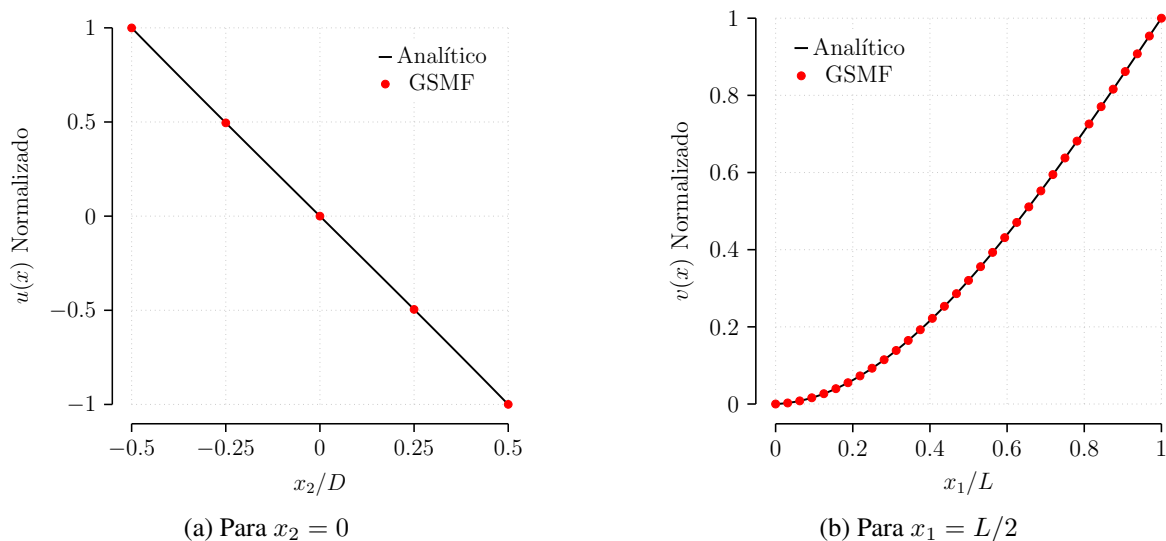 1
0.5
0
−0.5
−1
−0.5
−0.25
0
0.25
0.5
u(x) Normalizado
x₂/D
Analítico
GSMF
(a) Para x₂ = 0
1
0.8
0.6
0.4
0.2
0
0
0.2
0.4
0.6
0.8
1
v(x) Normalizado
x₁/L
Analítico
GSMF
(b) Para x₁ = L/2